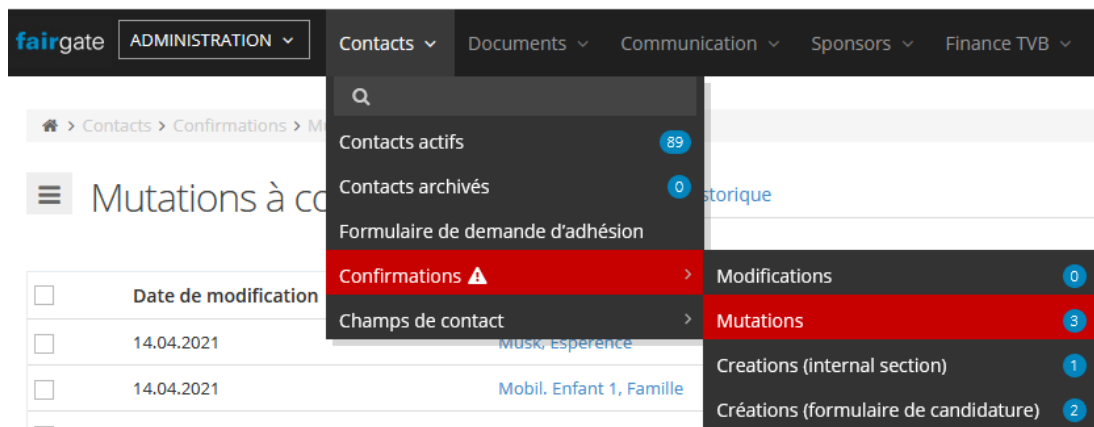 fairgate ADMINISTRATION Contacts Documents Communication Sponsors Finance TVB
Contacts > Confirmations > M
Contacts actifs 89
Contacts archivés 0
Mutations à co
storique
Formulaire de demande d'adhésion
Confirmations
Modifications 0
Date de modification
Champs de contact
Mutations 3
14.04.2021 Musk, Esperence
Creations (internal section) 1
14.04.2021 Mobil. Enfant 1, Famille
Créations (formulaire de candidature) 2